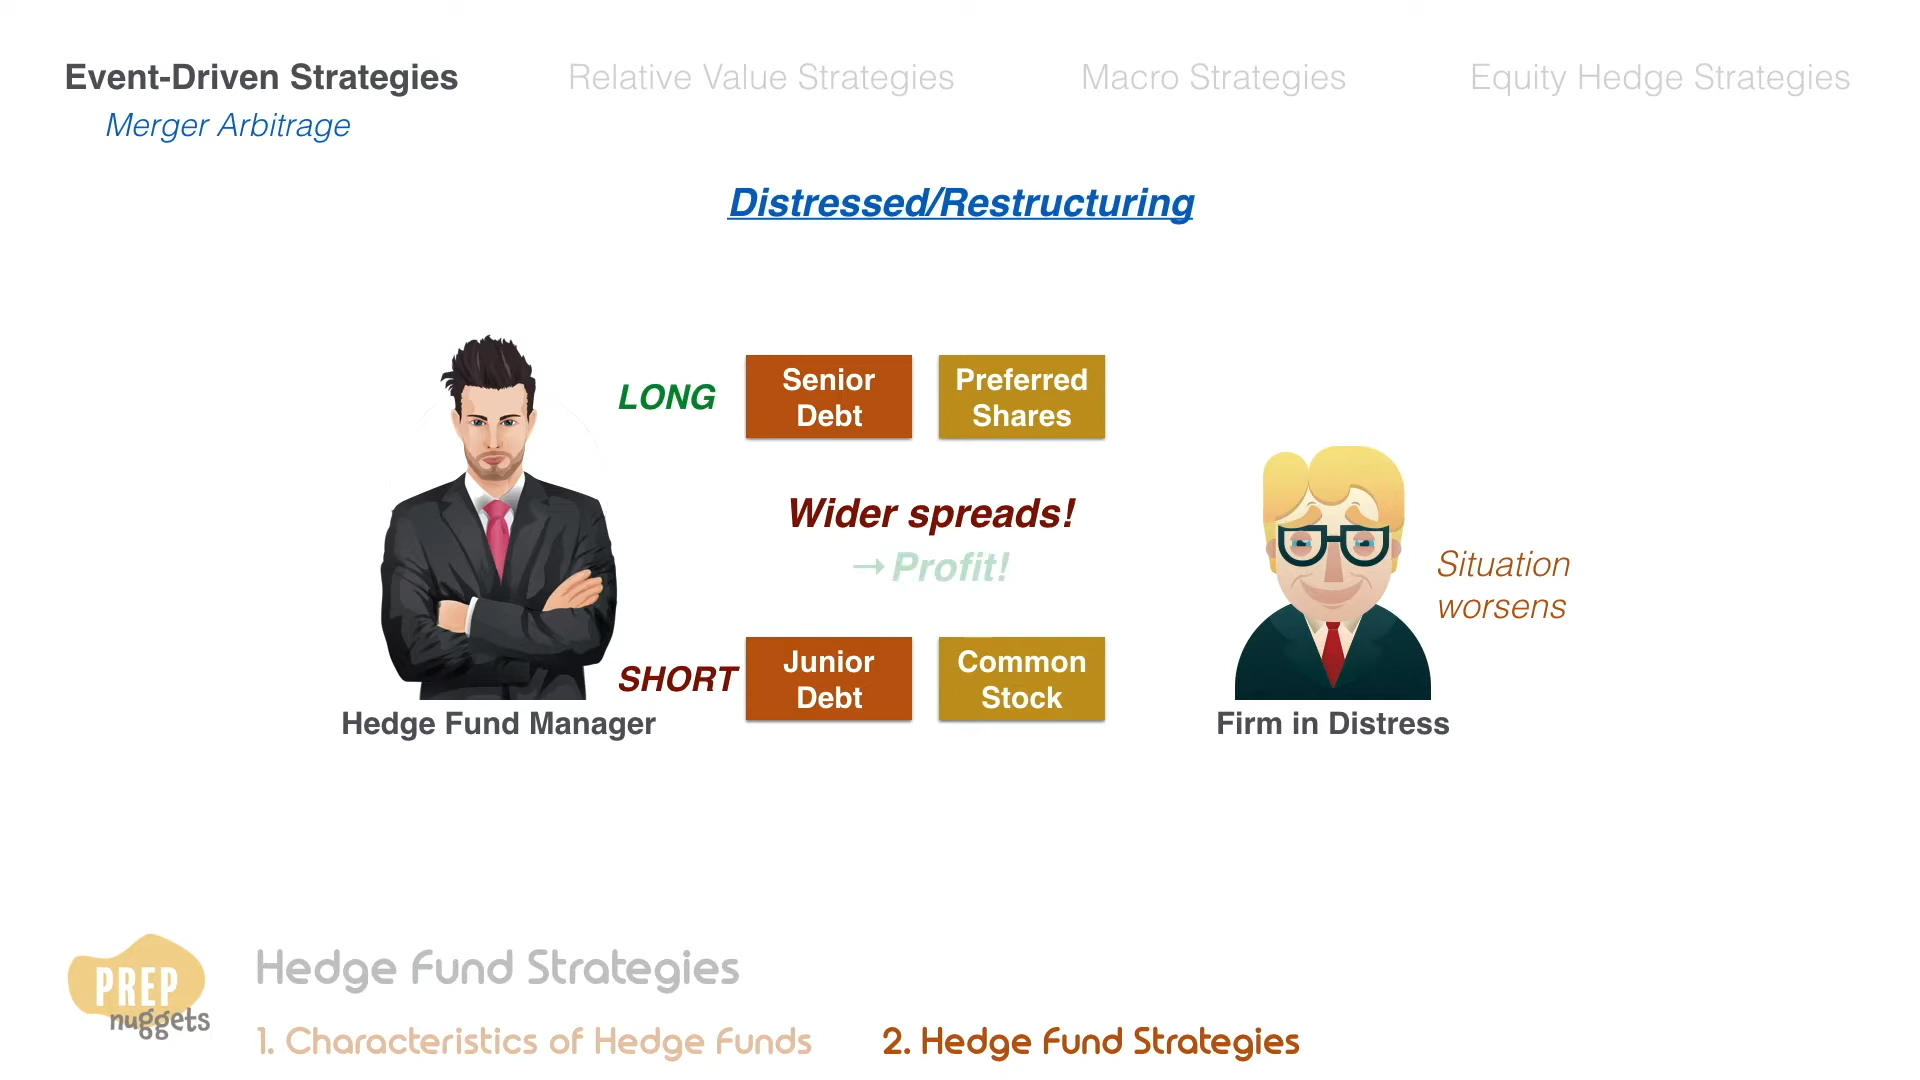 Event-Driven Strategies
Relative Value Strategies
Macro Strategies
Equity Hedge Strategies
Merger Arbitrage
Distressed/Restructuring
LONG
Senior
Debt
Preferred
Shares
Wider spreads!
→ Profit!
Situation
worsens
SHORT
Junior
Debt
Common
Stock
Hedge Fund Manager
Firm in Distress
PREP
nuggets
Hedge Fund Strategies
1. Characteristics of Hedge Funds
2. Hedge Fund Strategies